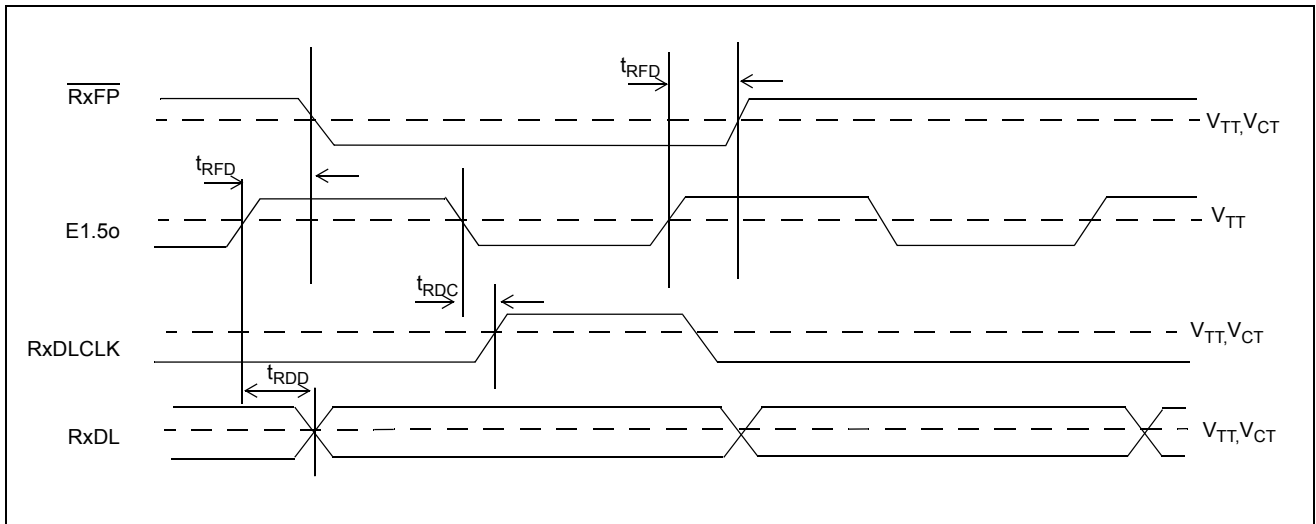 tRFD
RxFP
VTT,VCT
tRFD
E1.5o
VTT
tRDC
RxDLCLK
VTT,VCT
tRDD
RxDL
VTT,VCT